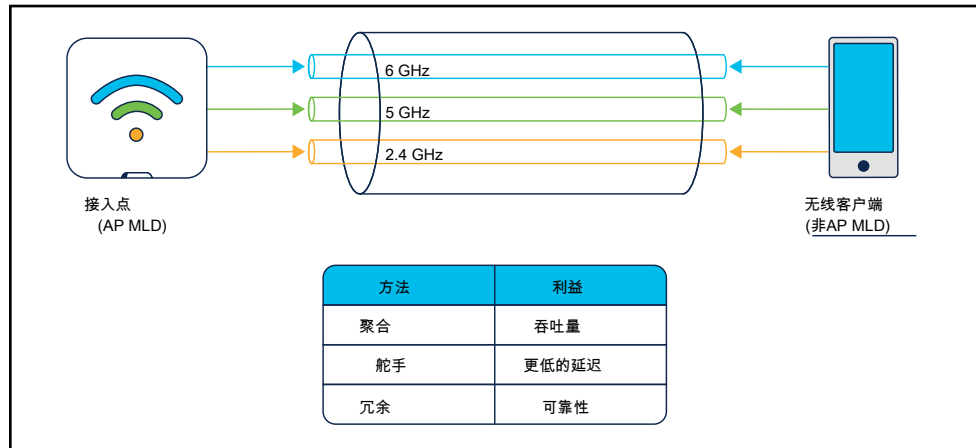 6 GHz
5 GHz
2.4 GHz
接入点
(AP MLD)
无线客户端
(非AP MLD)
方法 利益
聚合 吞吐量
舵手 更低的延迟
冗余 可靠性